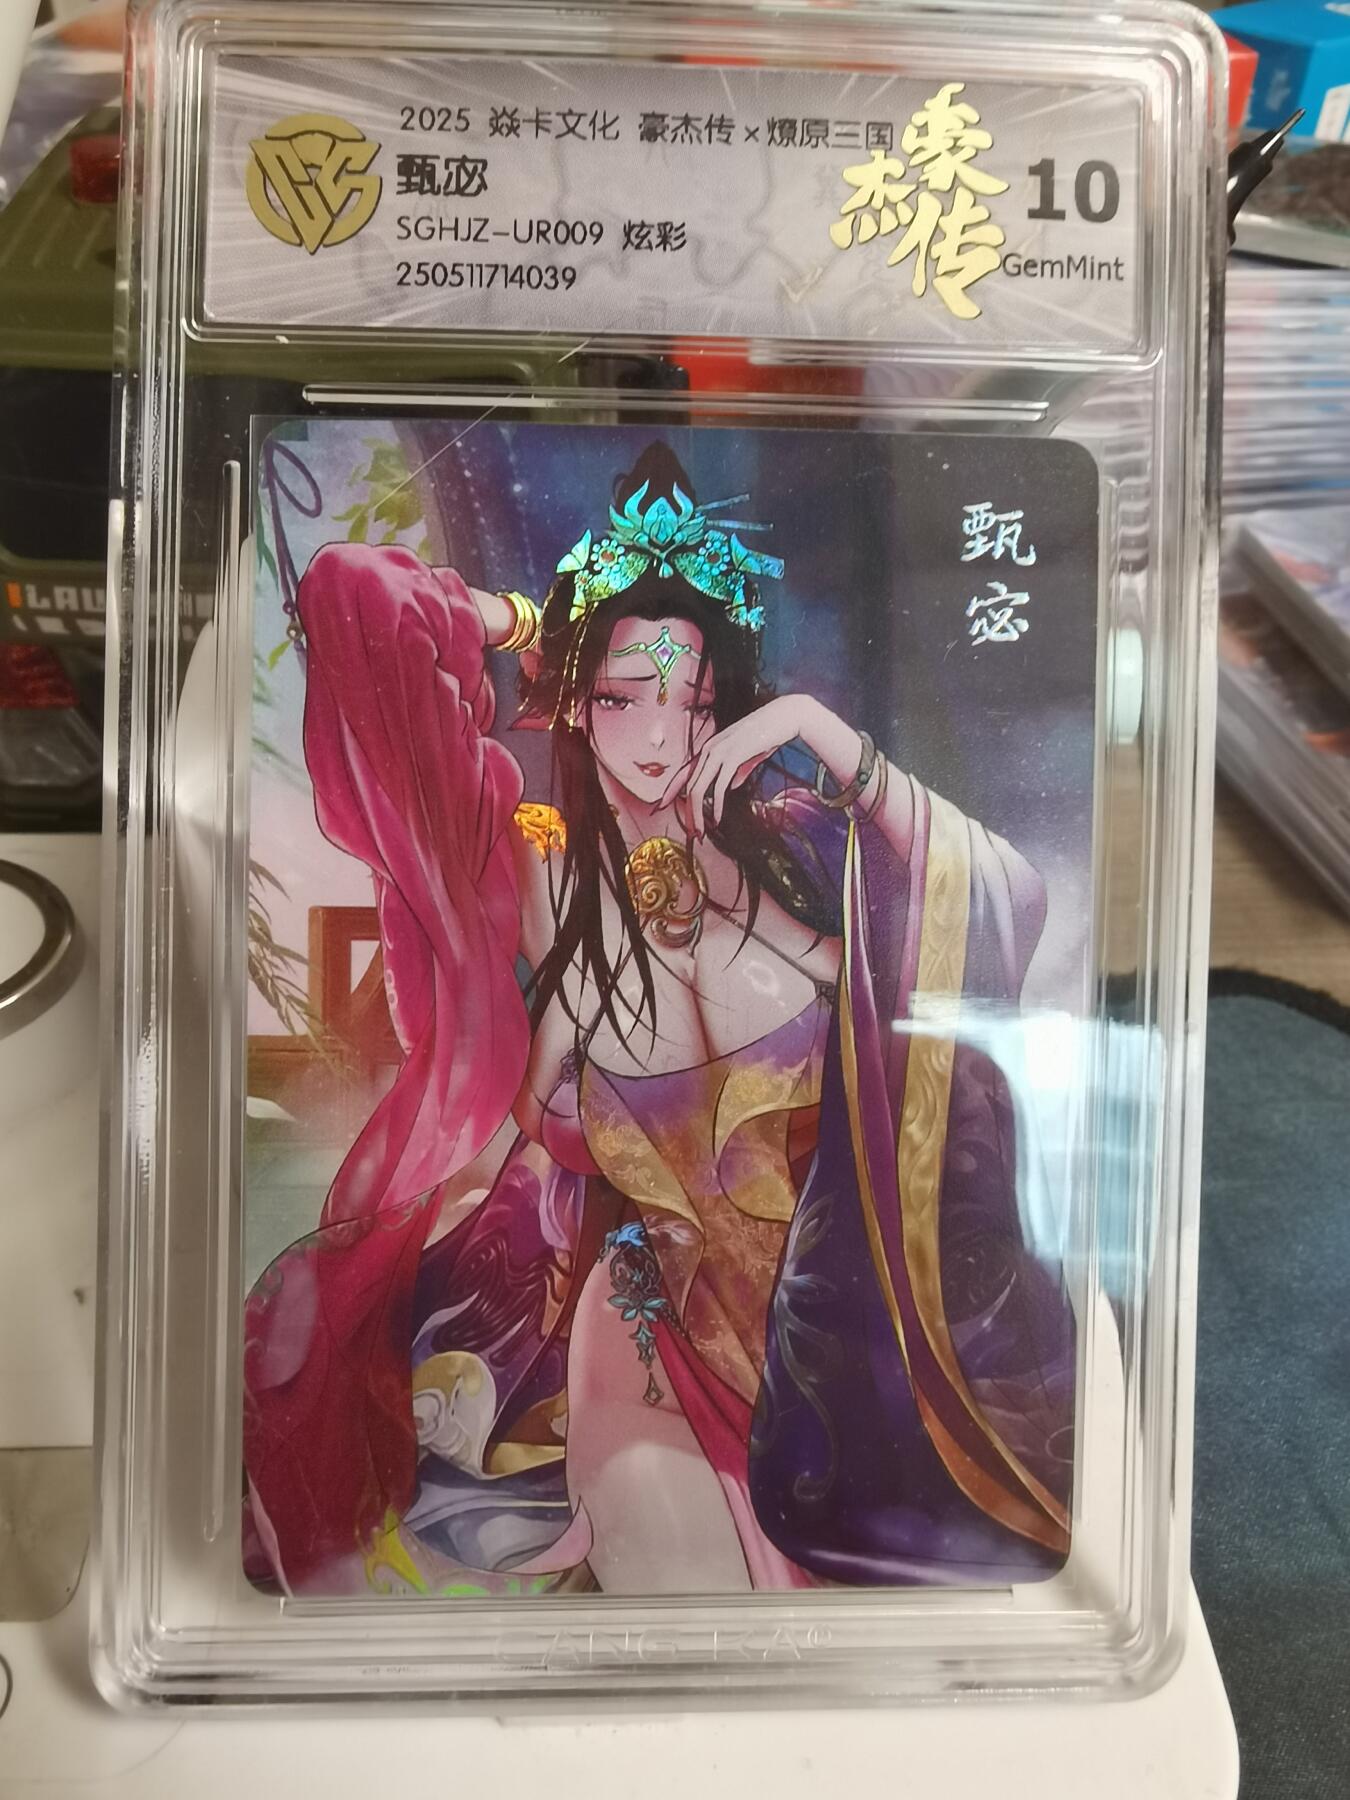 2025 焱卡文化 豪杰传×燎原三国
甄宓
SGHJZ-UR009 炫彩
250511714039
豪杰传
10
GemMint
甄宓
CANG KA®